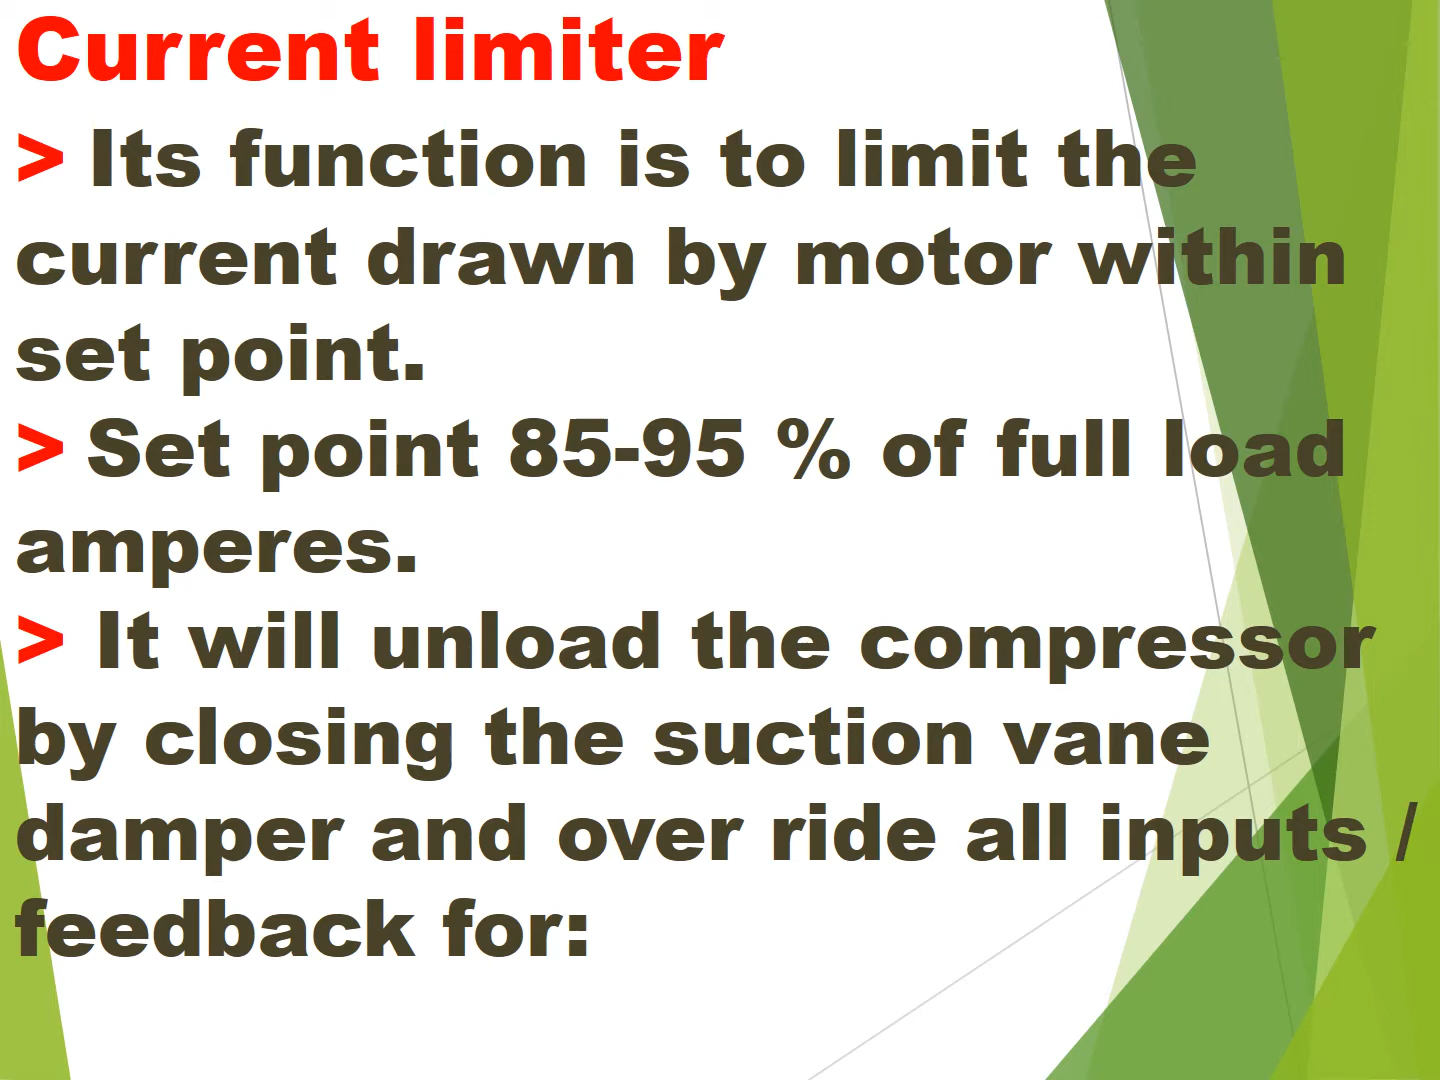 Current limiter
> Its function is to limit the
current drawn by motor within
set point.
> Set point 85-95 % of full load
amperes.
> It will unload the compressor
by closing the suction vane
damper and over ride all inputs /
feedback for: